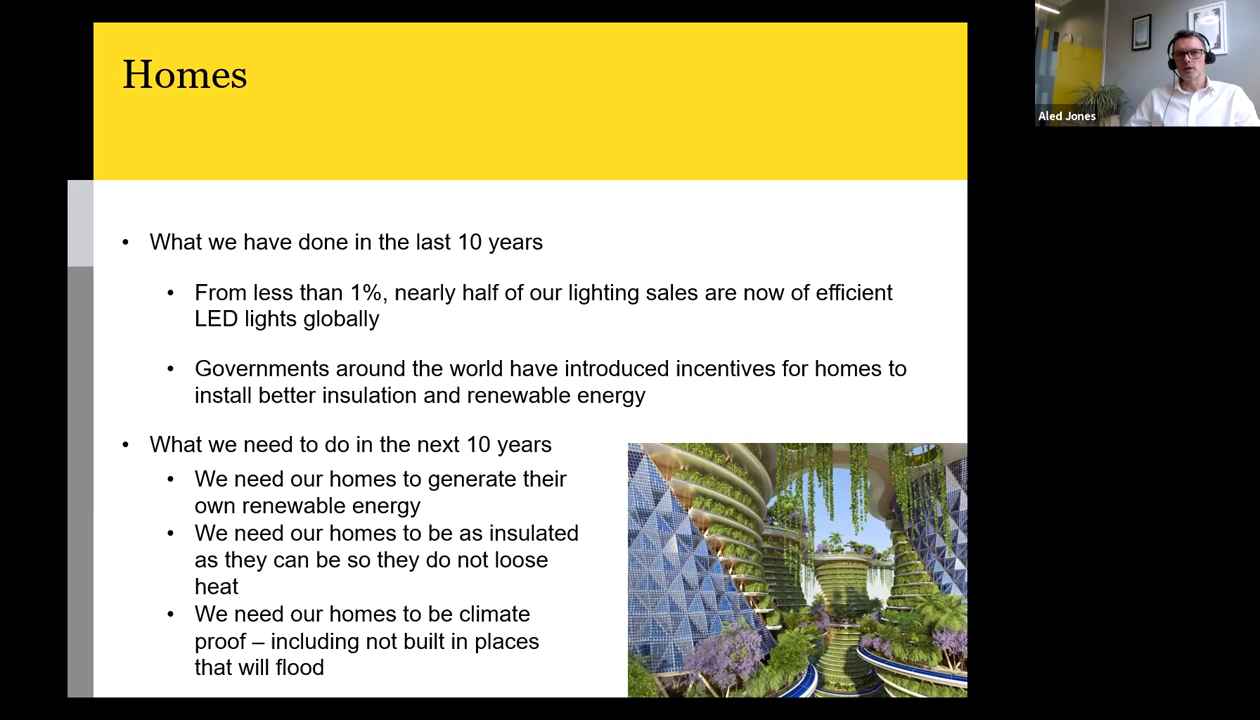 Homes
• What we have done in the last 10 years
• From less than 1%, nearly half of our lighting sales are now of efficient
LED lights globally
• Governments around the world have introduced incentives for homes to
install better insulation and renewable energy
• What we need to do in the next 10 years
• We need our homes to generate their
own renewable energy
• We need our homes to be as insulated
as they can be so they do not loose
heat
• We need our homes to be climate
proof – including not built in places
that will flood
Aled Jones